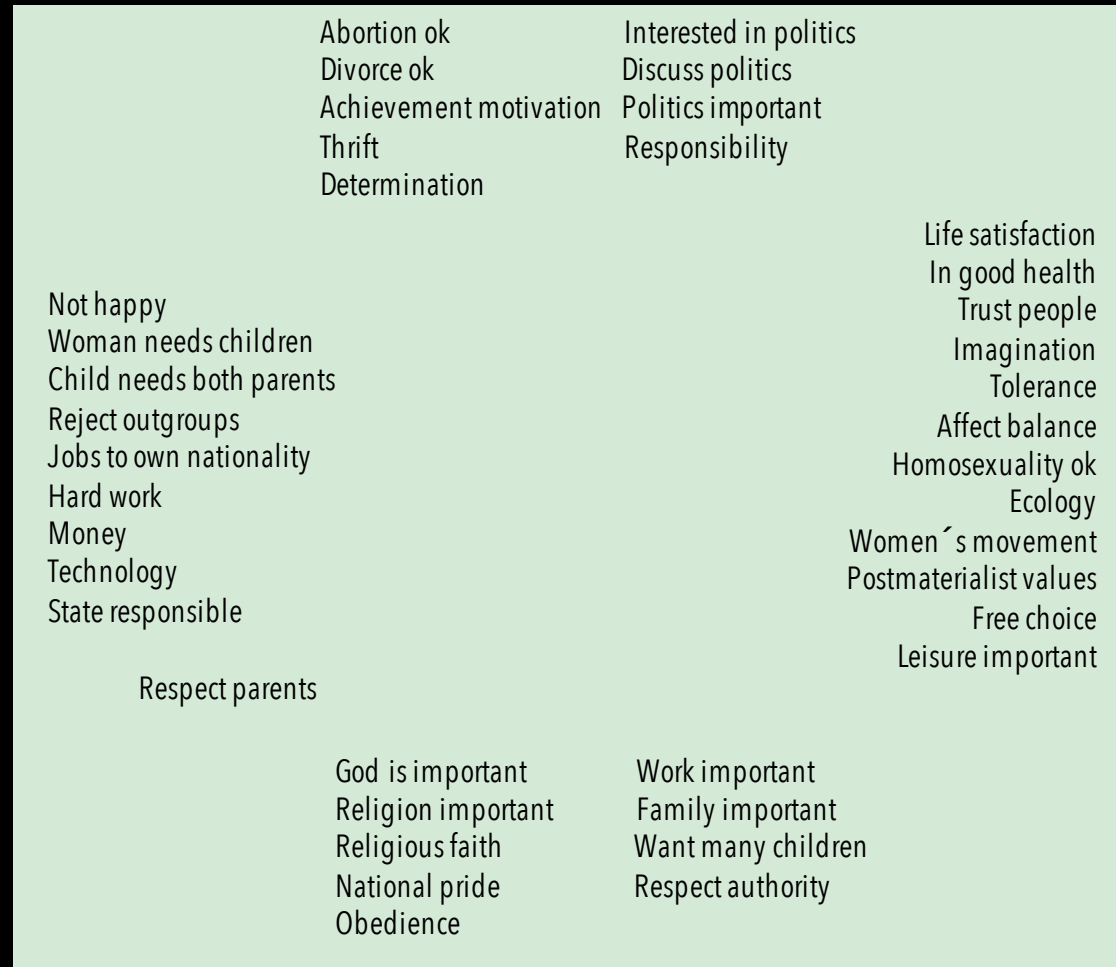 Abortion ok
Divorce ok
Achievement motivation
Thrift
Determination
Interested in politics
Discuss politics
Politics important
Responsibility
Not happy
Woman needs children
Child needs both parents
Reject outgroups
Jobs to own nationality
Hard work
Money
Technology
State responsible
Life satisfaction
In good health
Trust people
Imagination
Tolerance
Affect balance
Homosexuality ok
Ecology
Women´s movement
Postmaterialist values
Free choice
Leisure important
Respect parents
God is important
Religion important
Religious faith
National pride
Obedience
Work important
Family important
Want many children
Respect authority